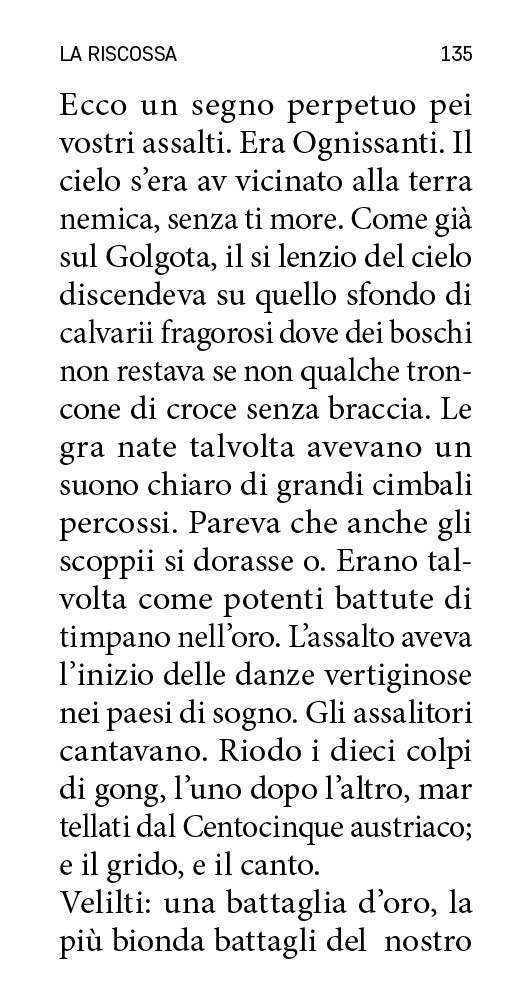 LA RISCOSSA 135
Ecco un segno perpetuo pei
vostri assalti. Era Ognissanti. Il
cielo s’era av vicinato alla terra
nemica, senza ti more. Come già
sul Golgota, il si lenzio del cielo
discendeva su quello sfondo di
calvarii fragorosi dove dei boschi
non restava se non qualche tron-
cone di croce senza braccia. Le
gra nate talvolta avevano un
suono chiaro di grandi cimbali
percossi. Pareva che anche gli
scoppii si dorasse o. Erano tal-
volta come potenti battute di
timpano nell’oro. L’assalto aveva
l’inizio delle danze vertiginose
nei paesi di sogno. Gli assalitori
cantavano. Riodo i dieci colpi
di gong, l’uno dopo l’altro, mar
tellati dal Centocinque austriaco;
e il grido, e il canto.
Velilti: una battaglia d’oro, la
più bionda battagli del  nostro